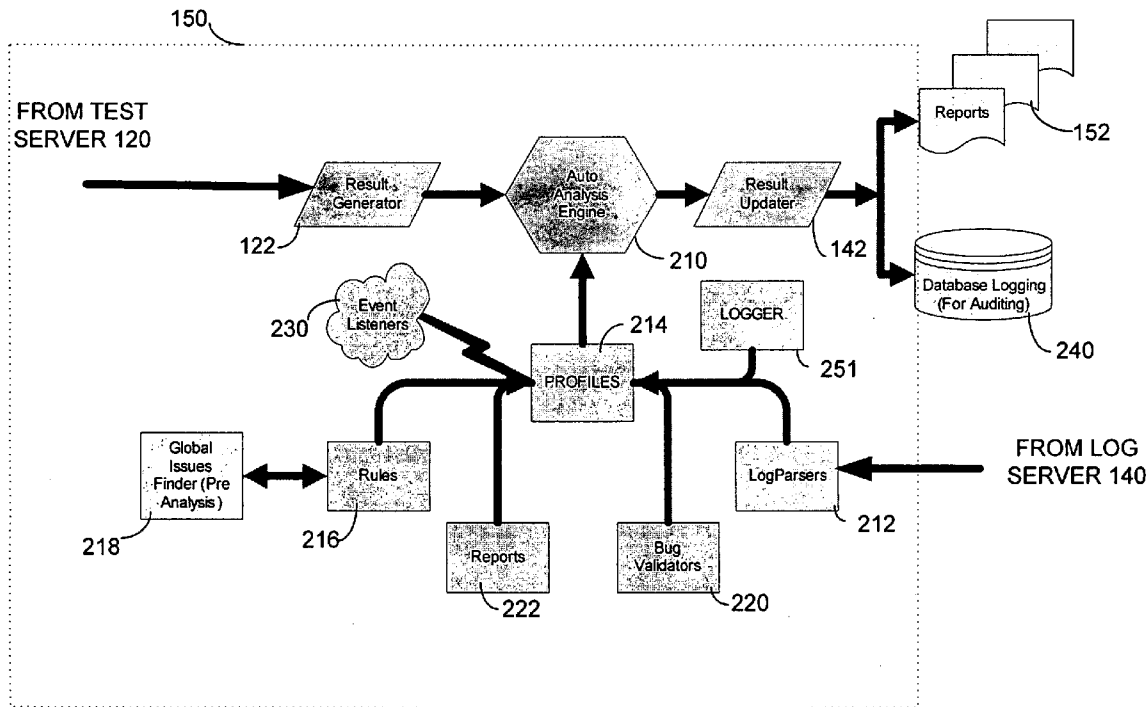 150
FROM TEST
SERVER 120
Reports
152
Result
Generator
122
Auto
Analysis
Engine
210
Result
Updater
142
Database Logging
(For Auditing)
240
Event
Listeners
230
214
PROFILES
LOGGER
251
Global
Issues
Finder (Pre
Analysis)
218
Rules
216
Reports
222
Bug
Validators
220
LogParsers
212
FROM LOG
SERVER 140